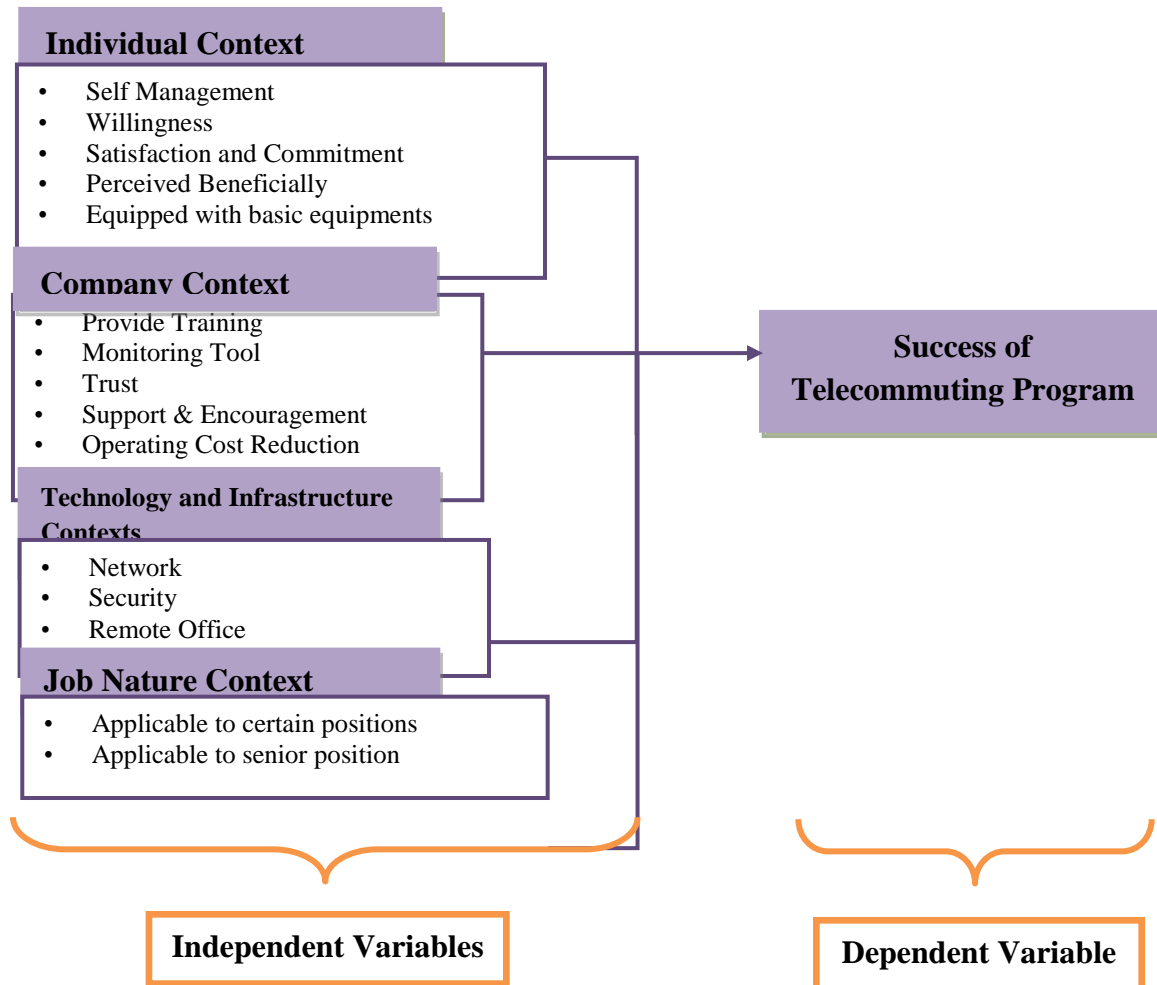 Individual Context
• Self Management
• Willingness
• Satisfaction and Commitment
• Perceived Beneficially
• Equipped with basic equipments
Company Context
• Provide Training
• Monitoring Tool
• Trust
• Support & Encouragement
• Operating Cost Reduction
Technology and Infrastructure
Contexts
• Network
• Security
• Remote Office
Job Nature Context
• Applicable to certain positions
• Applicable to senior position
Success of
Telecommuting Program
Independent Variables
Dependent Variable